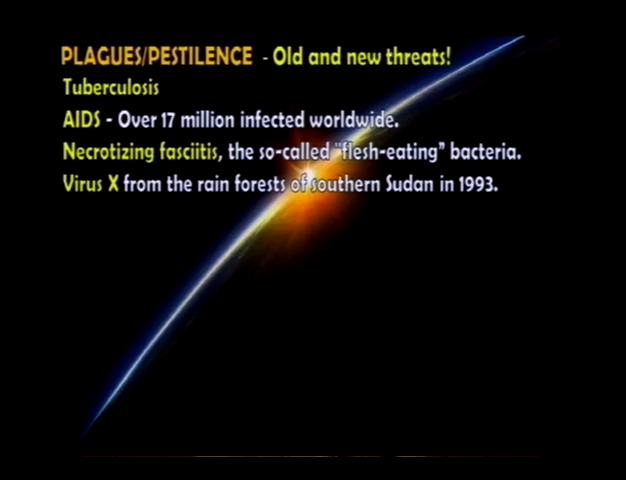 PLAGUES/PESTILENCE - Old and new threats!
Tuberculosis
AIDS - Over 17 million infected worldwide.
Necrotizing fasciitis, the so-called "flesh-eating" bacteria.
Virus X from the rain forests of southern Sudan in 1993.